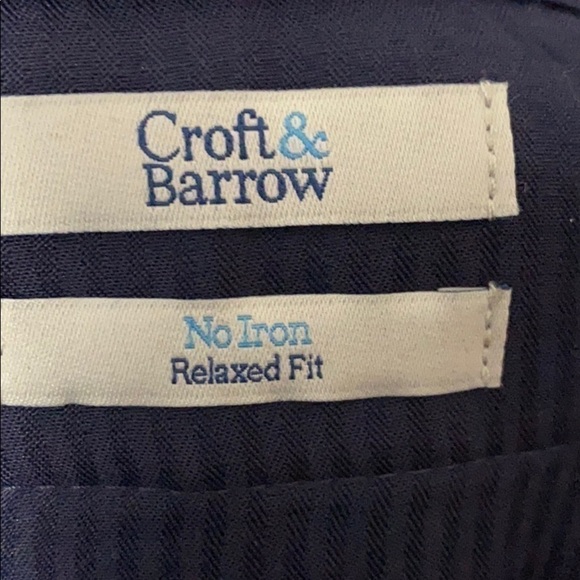 Croft&
Barrow
No Iron
Relaxed Fit